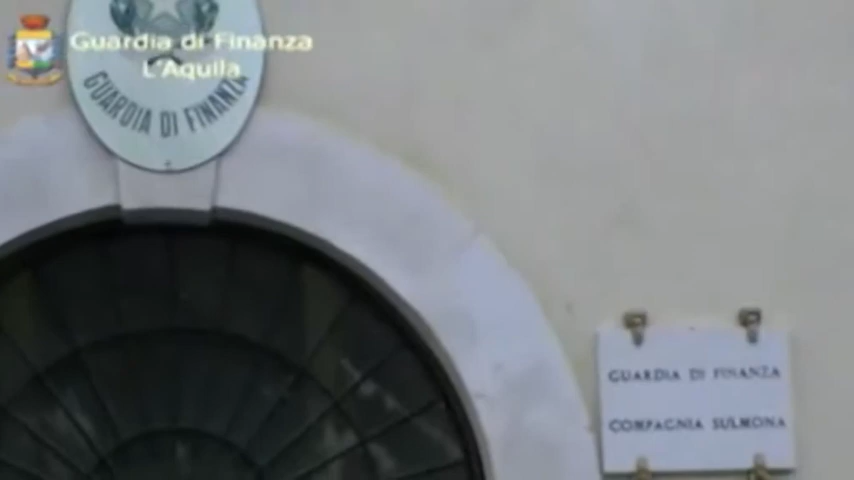 Guardia di Finanza
L'Aquila
GUARDIA DI FINANZA
GUARDIA DI FINANZA
COMPAGNIA SULMONA